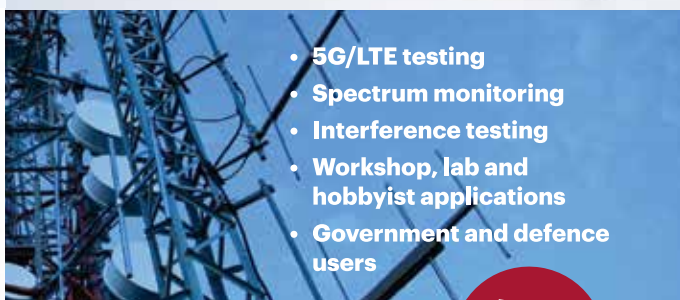 • 5G/LTE testing
• Spectrum monitoring
• Interference testing
• Workshop, lab and
hobbyist applications
• Government and defence
users